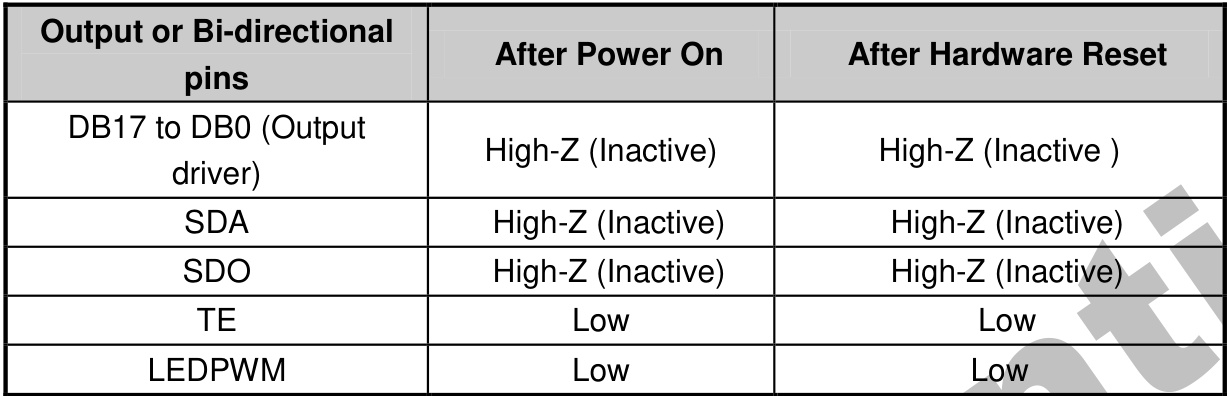 Output or Bi-directional
pins
After Power On
After Hardware Reset
DB17 to DB0 (Output
driver)
High-Z (Inactive)
High-Z (Inactive )
SDA
High-Z (Inactive)
High-Z (Inactive)
SDO
High-Z (Inactive)
High-Z (Inactive)
TE
Low
Low
LEDPWM
Low
Low
nti